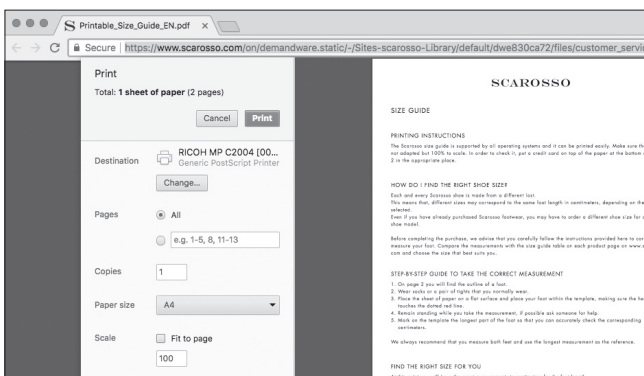 Printable_Size_Guide_EN.pdf
Secure https://www.scarosso.com/on/demandware.static/-/Sites-scarosso-Library/default/dwe830ca72/files/customer_servi
Print
Total: 1 sheet of paper (2 pages)
Cancel Print
Destination
RICOH MP C2004 [00...
Generic PostScript Printer
Change...
Pages
All
e.g. 1-5, 8, 11-13
Copies
1
Paper size
A4
Scale
Fit to page
100
SCAROSSO
SIZE GUIDE
PRINTING INSTRUCTIONS
The Scarosso size guide is supported by all operating systems and it can be printed easily. Make sure th
not adapted but 100% to scale. In order to check it, put a credit card on top of the paper at the bottom
2 in the appropriate place.
HOW DO I FIND THE RIGHT SHOE SIZE?
Each and every Scarosso shoe is made from a different last.
This means that, different sizes may correspond to the same foot length in centimeters, depending on the
selected.
Even if you have already purchased Scarosso footwear, you may have to order a different shoe size for
shoe model.
Before completing the purchase, we advise that you carefully follow the instructions provided here to cor
measure your foot. Compare the measurements with the size guide table on each product page on www.
com and choose the size that best suits you.
STEP-BY-STEP GUIDE TO TAKE THE CORRECT MEASUREMENT
1. On page 2 you will find the outline of a foot.
2. Wear socks or a pair of tights that you normally wear.
3. Place the sheet of paper on a flat surface and place your foot within the template, making sure the he
touches the dotted red line.
4. Remain standing while you take the measurement, if possible ask someone for help.
5. Mark on the template the longest part of the foot so that you can accurately check the corresponding
centimeters.
We always recommend that you measure both feet and use the longest measurement as the reference.
FIND THE RIGHT SIZE FOR YOU